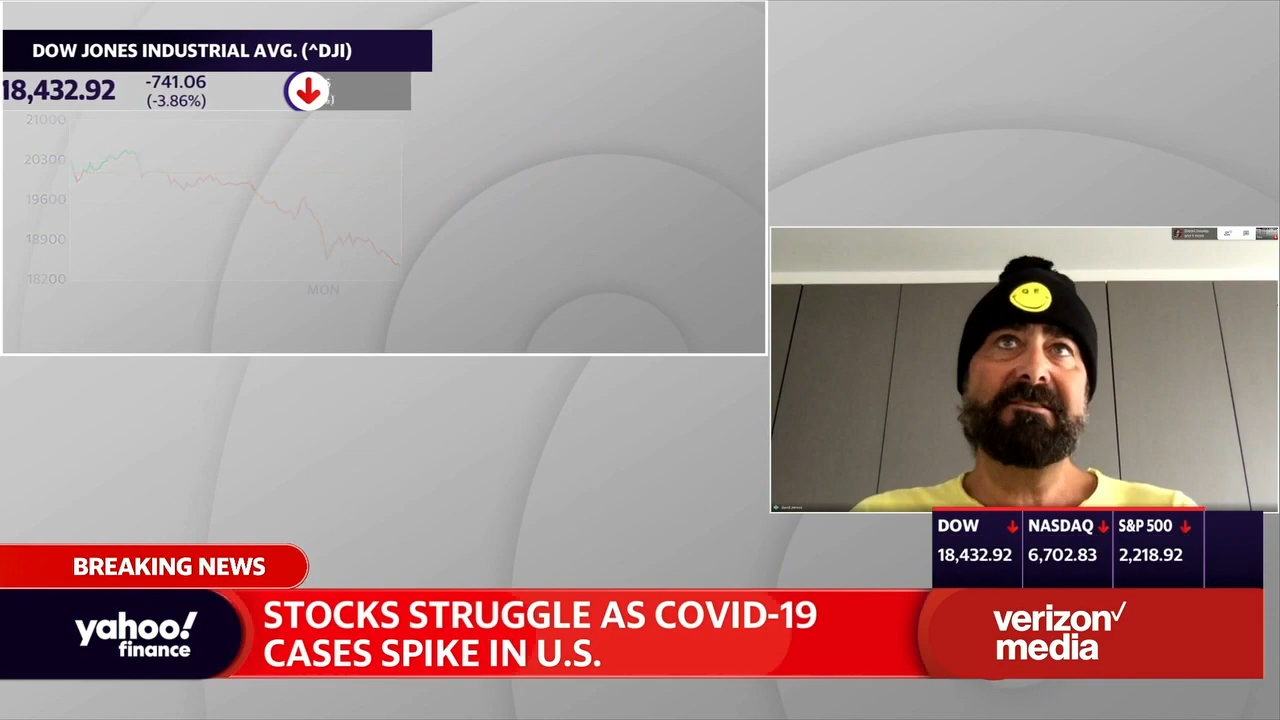 DOW JONES INDUSTRIAL AVG. (^DJI)
18,432.92
-741.06
(-3.86%)
21000
20300
19600
18900
18200
MON
DOW
NASDAQ
S&P 500
18,432.92
6,702.83
2,218.92
BREAKING NEWS
STOCKS STRUGGLE AS COVID-19
CASES SPIKE IN U.S.
yahoo!
finance
verizon✓
media